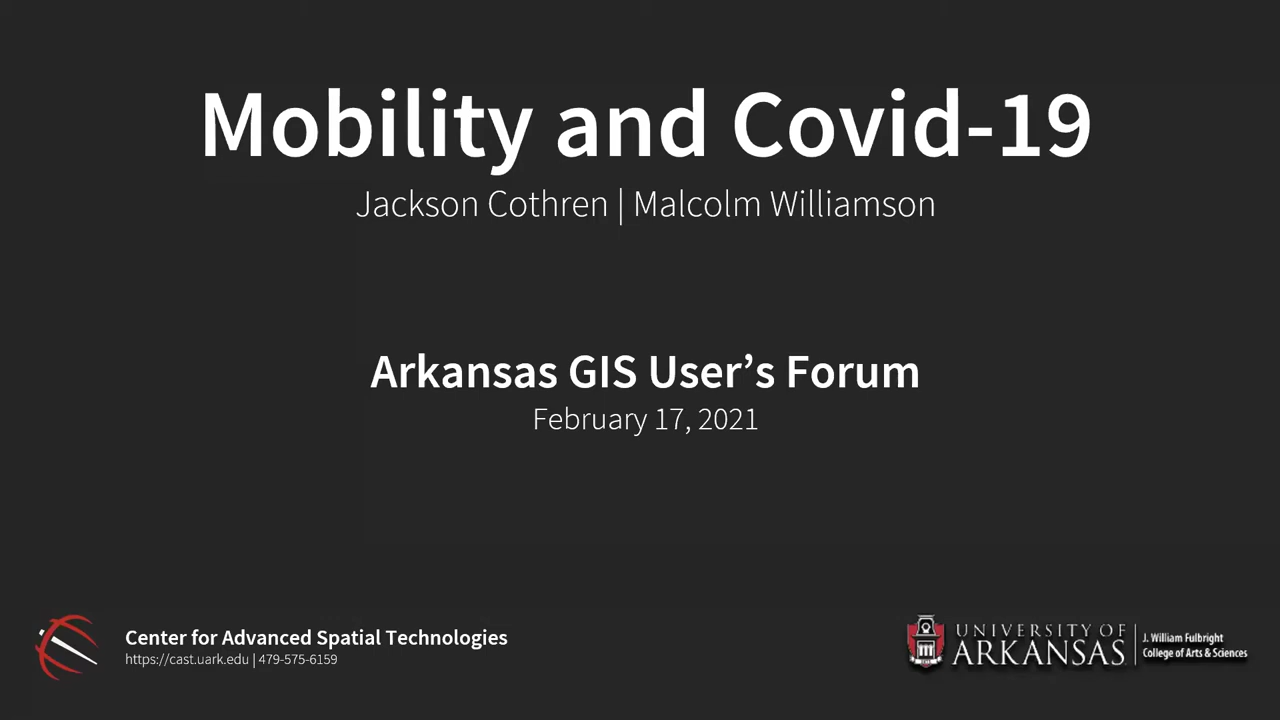 Mobility and Covid-19
Jackson Cothren | Malcolm Williamson
Arkansas GIS User’s Forum
February 17, 2021
Center for Advanced Spatial Technologies
https://cast.uark.edu | 479-575-6159
UNIVERSITY OF
ARKANSAS
J. William Fulbright
College of Arts & Sciences